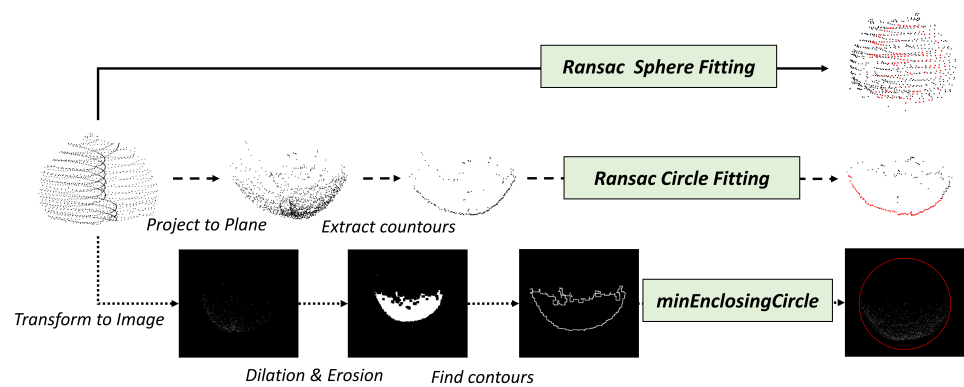 Ransac Sphere Fitting
Ransac Circle Fitting
Project to Plane
Extract countours
minEnclosingCircle
Transform to Image
Dilation & Erosion
Find contours